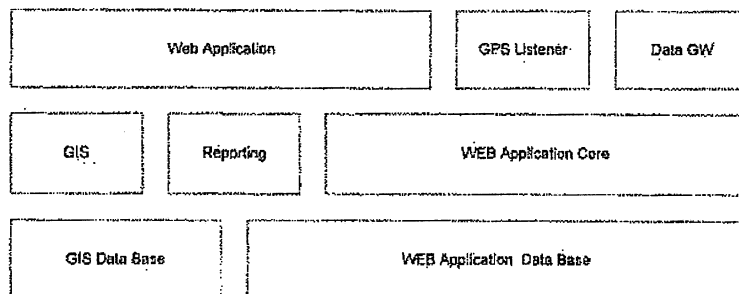 Web Application
GPS Listener
Data GW
GIS
Reporting
WEB Application Core
GIS Data Base
WEB Application Data Base